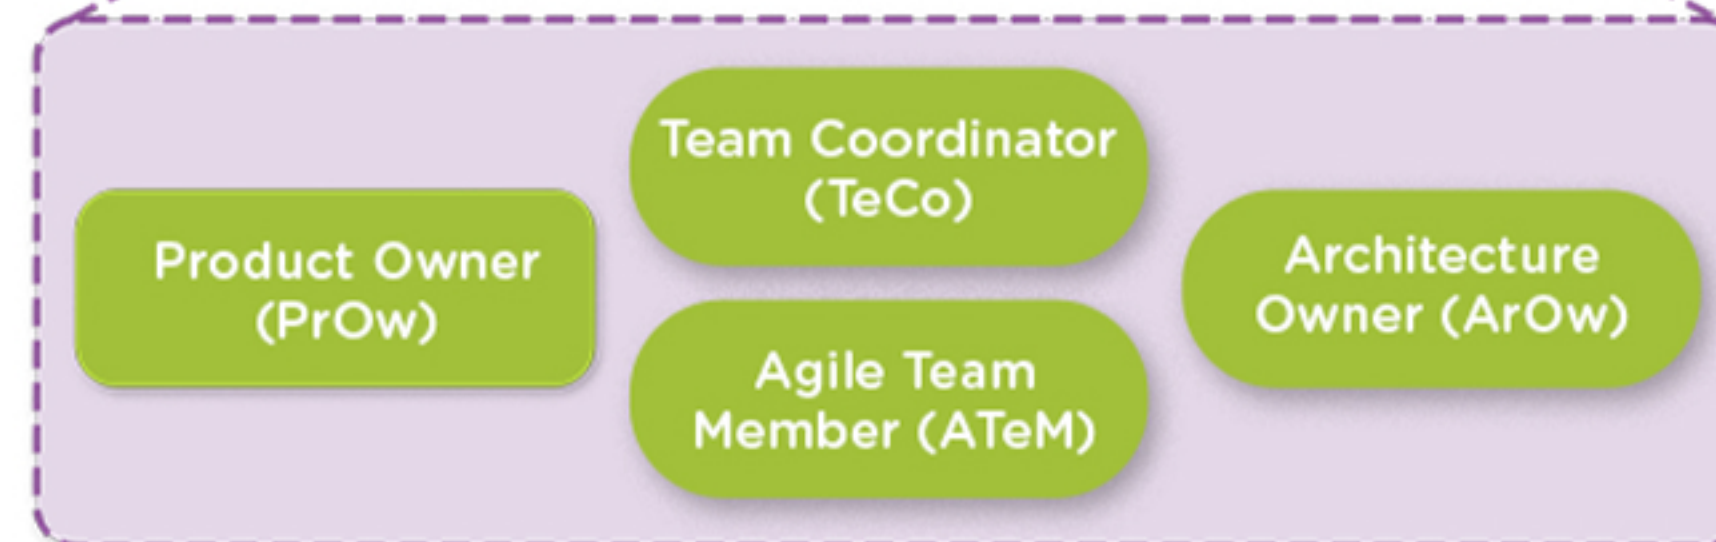 Product Owner
(PrOw)
Team Coordinator
(TeCo)
Agile Team
Member (ATeM)
Architecture
Owner (ArOw)